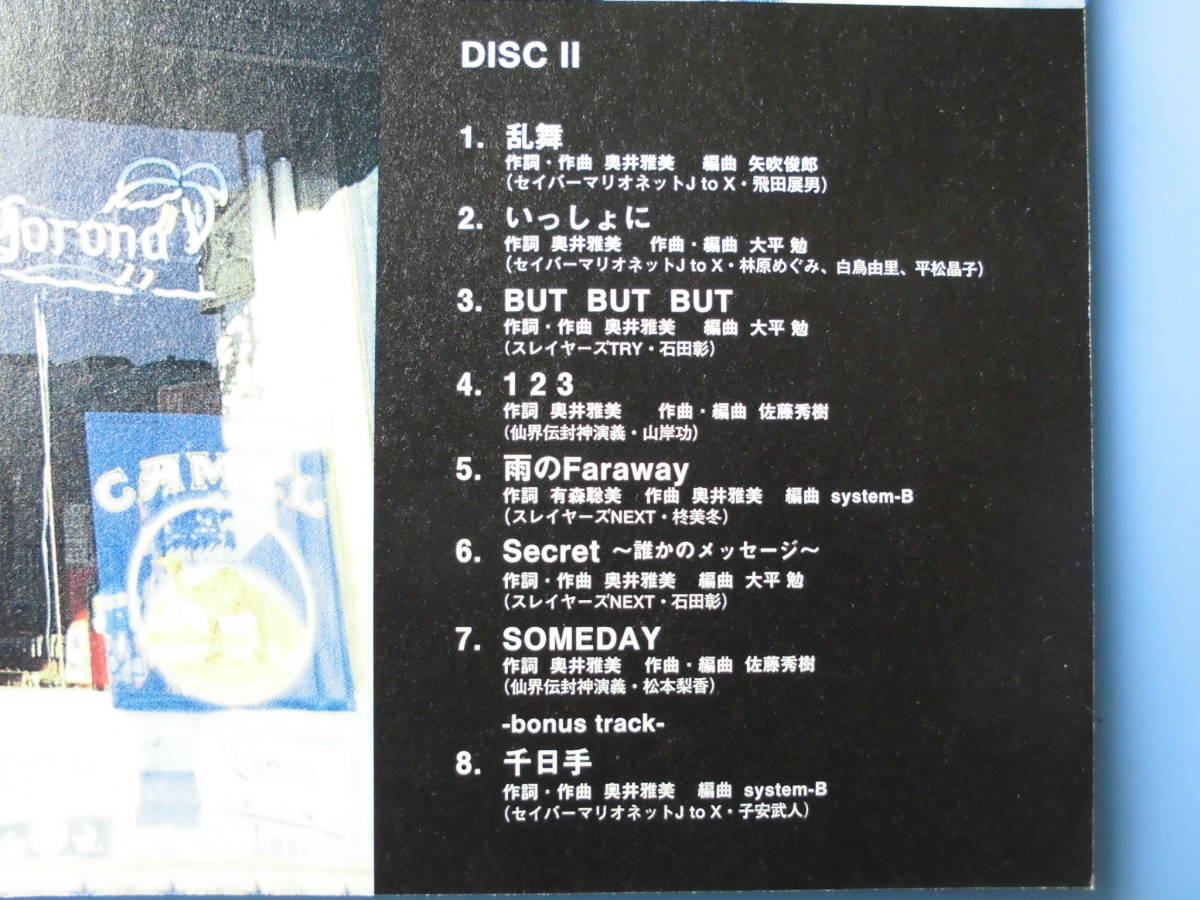 DISC II
1. 乱舞
作詞・作曲 奥井雅美 編曲 矢吹俊郎
(セイバーマリオネットJ to X・飛田展男)
2. いっしょに
作詞 奥井雅美 作曲・編曲 大平 勉
(セイバーマリオネットJ to X・林原めぐみ、白鳥由里、平松晶子)
3. BUT BUT BUT
作詞・作曲 奥井雅美 編曲 大平 勉
(スレイヤーズTRY・石田彰)
4. 1 2 3
作詞 奥井雅美 作曲・編曲 佐藤秀樹
(仙界伝封神演義・山岸功)
5. 雨のFaraway
作詞 有森聡美 作曲 奥井雅美 編曲 system-B
(スレイヤーズNEXT・柊美冬)
6. Secret ～誰かのメッセージ～
作詞・作曲 奥井雅美 編曲 大平 勉
(スレイヤーズNEXT・石田彰)
7. SOMEDAY
作詞 奥井雅美 作曲・編曲 佐藤秀樹
(仙界伝封神演義・松本梨香)
-bonus track-
8. 千日手
作詞・作曲 奥井雅美 編曲 system-B
(セイバーマリオネットJ to X・子安武人)
Corona
CAMEL